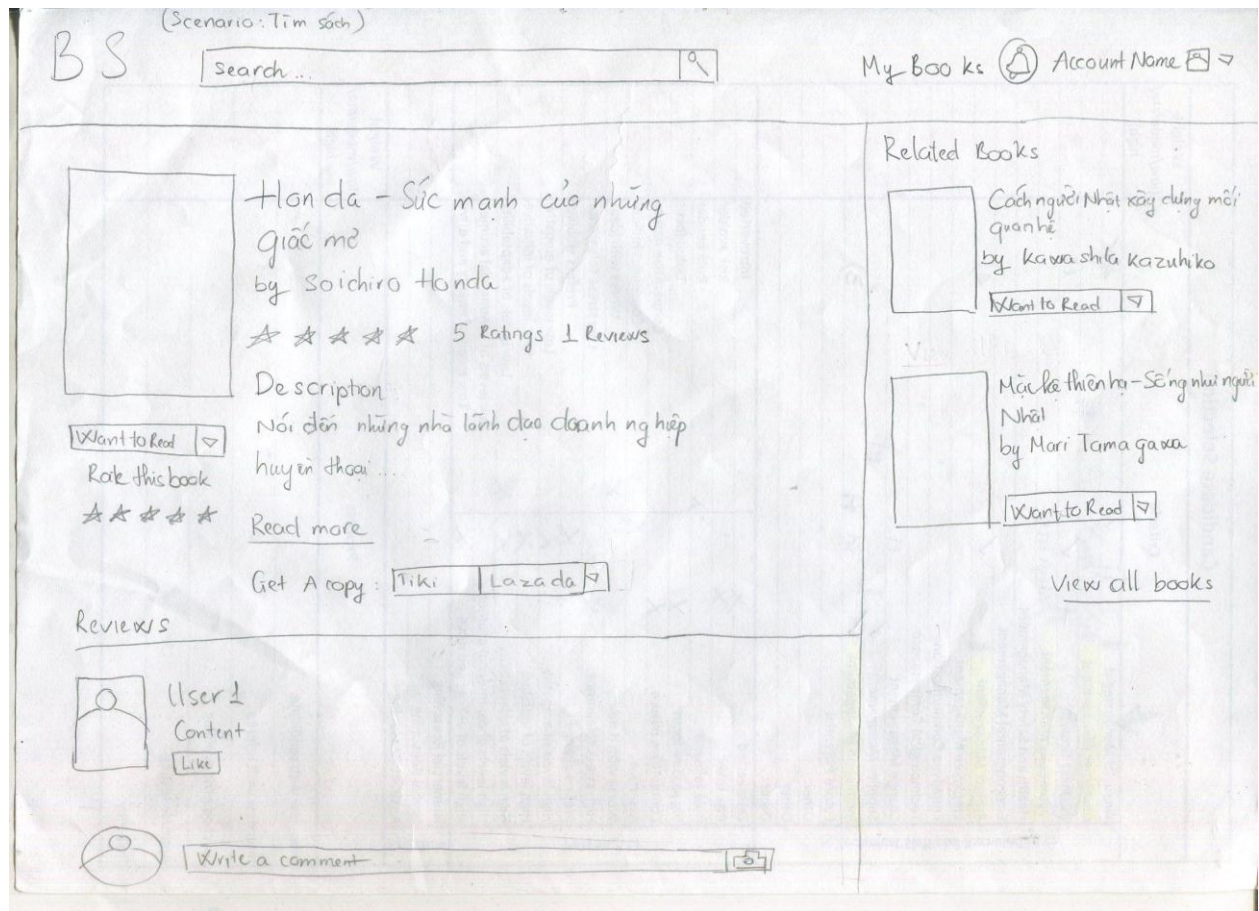 (Scenario: Tìm sách)
BS
Search...
My Books
Account Name
Honda - Sức mạnh của những
giấc mơ
by Soichiro Honda
5 Ratings 1 Reviews
Description
Nói đến những nhà lãnh đạo doanh nghiệp
huyền thoại...
Read more
Get A copy: Tiki Lazada
Want to Read
Rate this book
Related Books
Cách người Nhật xây dựng mối
quan hệ
by Kawashita Kazuhiko
Want to Read
Mặc kệ thiên hạ - Sống như người
Nhật
by Mari Tamagawa
Want to Read
View all books
Reviews
User 1
Content
Like
Write a comment